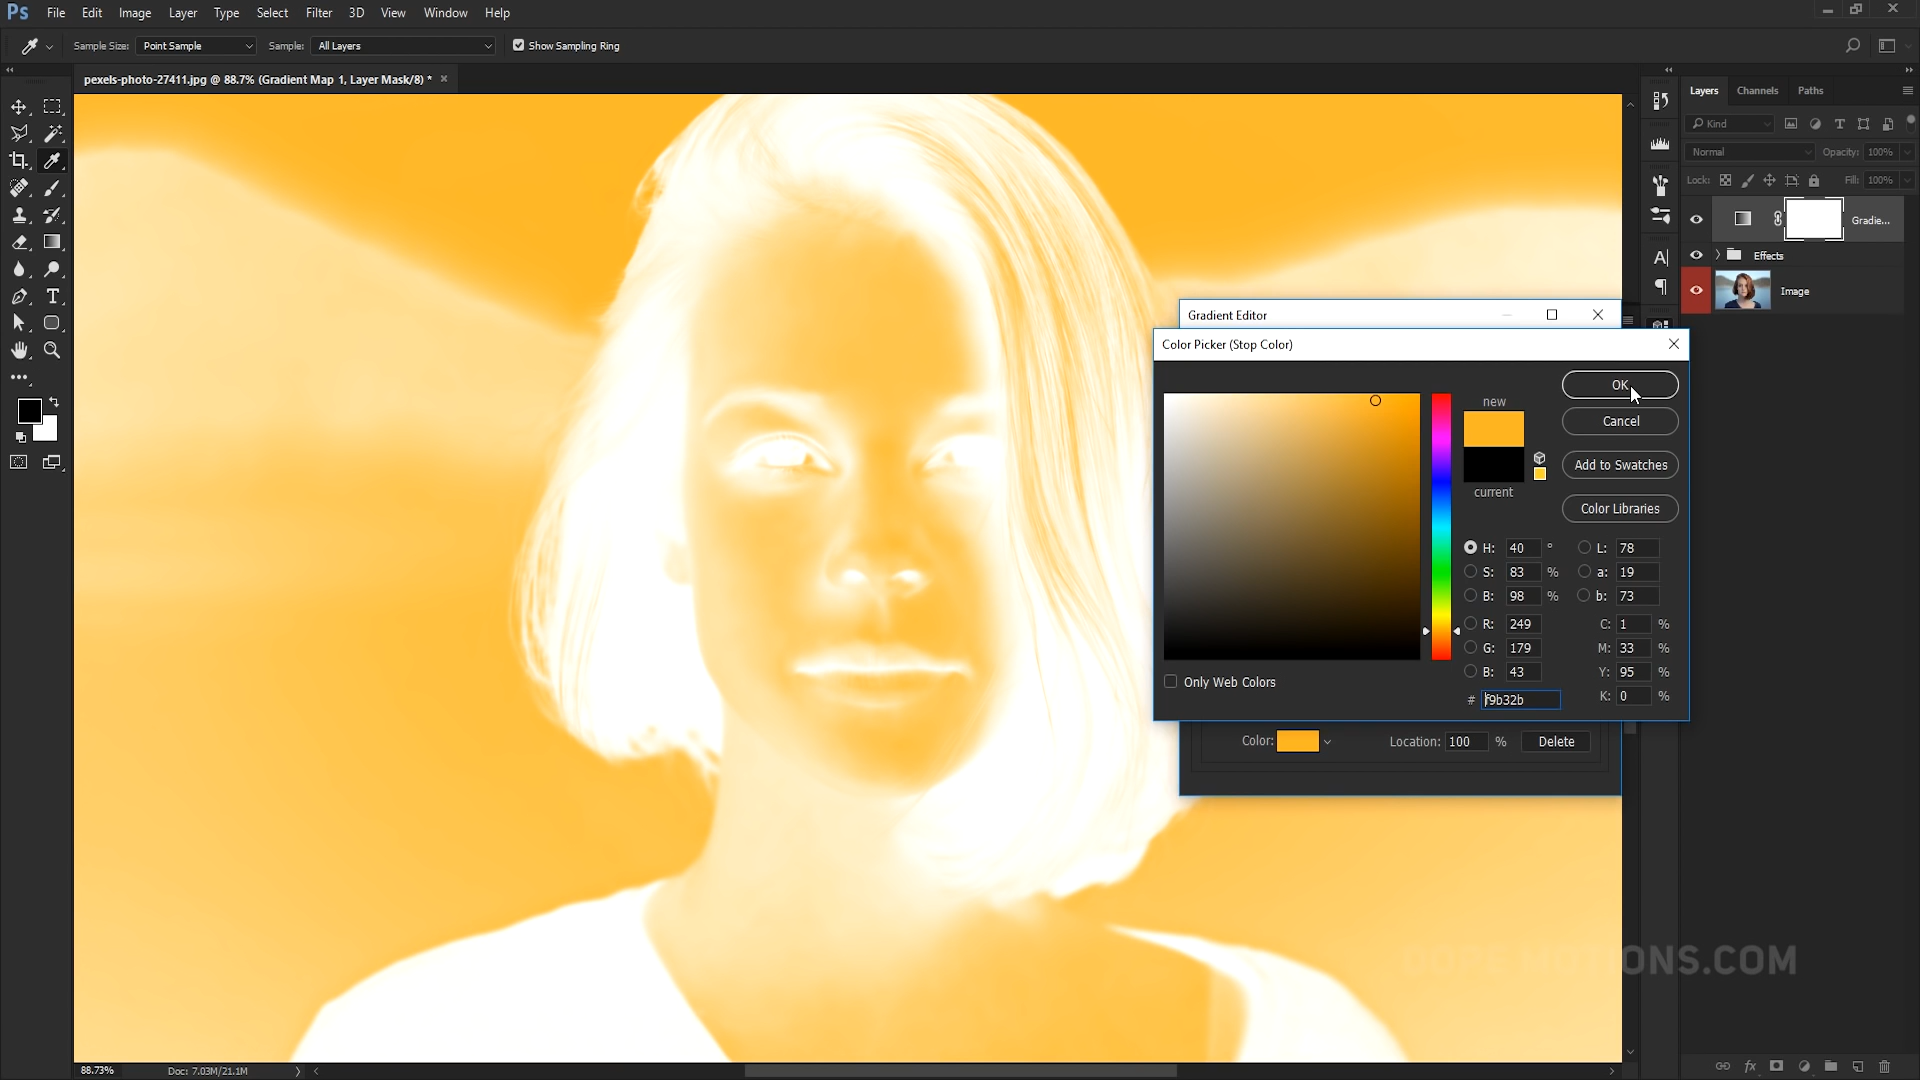 Ps File Edit Image Layer Type Select Filter 3D View Window Help
Sample Size: Point Sample Sample: All Layers Show Sampling Ring
pexels-photo-27411.jpg @ 88.7% (Gradient Map 1, Layer Mask/8) *
Layers Channels Paths
Kind
Normal Opacity: 100%
Lock: Fill: 100%
Gradie...
Effects
Image
Gradient Editor
Color Picker (Stop Color)
OK
new
Cancel
Add to Swatches
current
Color Libraries
H: 40 ° L: 78
S: 83 % a: 19
B: 98 % b: 73
R: 249 C: 1 %
G: 179 M: 33 %
B: 43 Y: 95 %
Only Web Colors
# f9b32b K: 0 %
Color: Location: 100 % Delete
88.73% Doc: 7.03M/21.1M